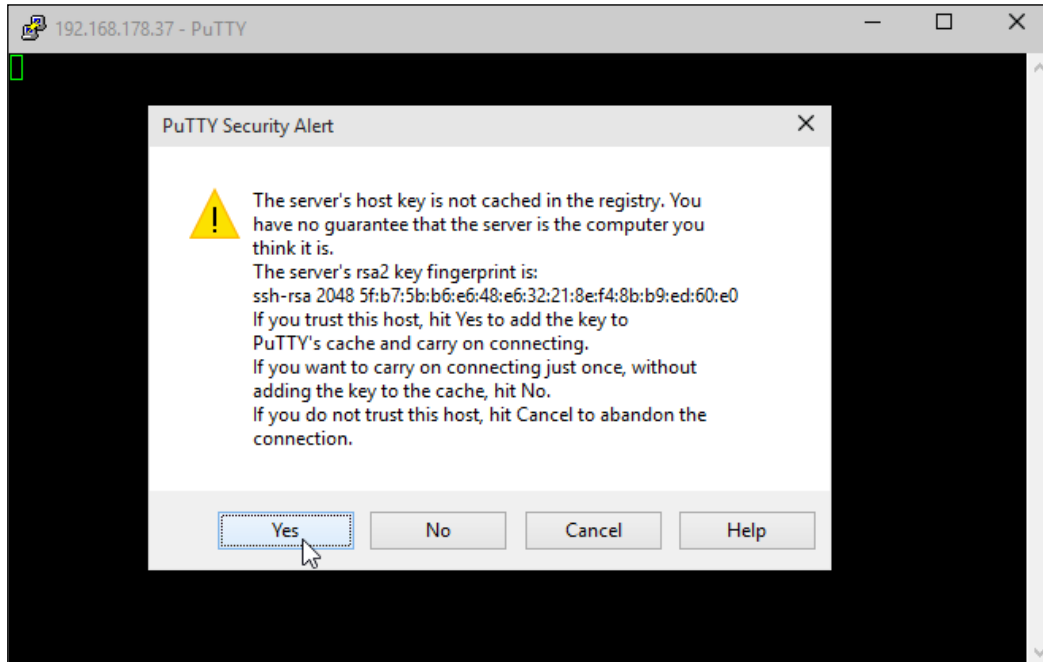 192.168.178.37 - PuTTY
PuTTY Security Alert
The server's host key is not cached in the registry. You
have no guarantee that the server is the computer you
think it is.
The server's rsa2 key fingerprint is:
ssh-rsa 2048 5f:b7:5b:b6:e6:48:e6:32:21:8e:f4:8b:b9:ed:60:e0
If you trust this host, hit Yes to add the key to
PuTTY's cache and carry on connecting.
If you want to carry on connecting just once, without
adding the key to the cache, hit No.
If you do not trust this host, hit Cancel to abandon the
connection.
Yes No Cancel Help